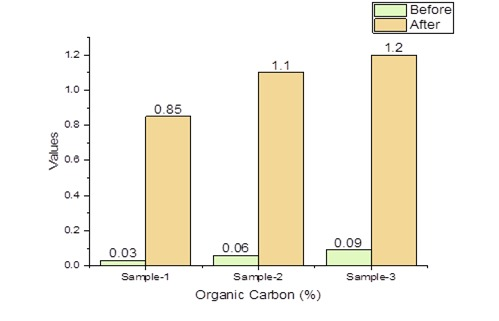 Before
After
1.2
1.0
0.8
0.6
0.4
0.2
0.0
Values
0.03
0.85
0.06
1.1
0.09
1.2
Sample-1
Sample-2
Sample-3
Organic Carbon (%)